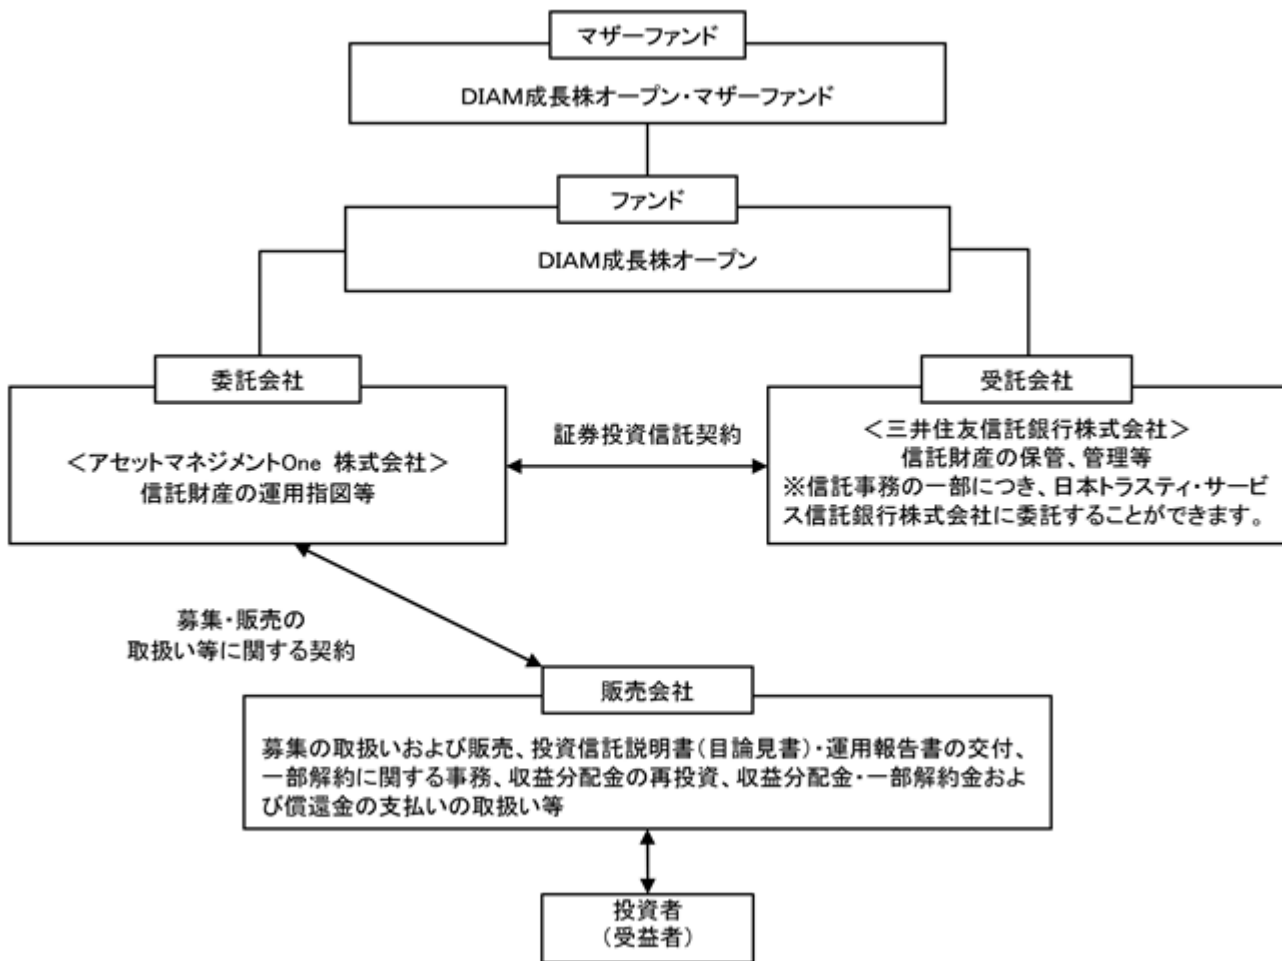 マザーファンド
DIAM成長株オープン・マザーファンド
ファンド
DIAM成長株オープン
委託会社
＜アセットマネジメントOne 株式会社＞
信託財産の運用指図等
証券投資信託契約
受託会社
＜三井住友信託銀行株式会社＞
信託財産の保管、管理等
※信託事務の一部につき、日本トラスティ・サービ
ス信託銀行株式会社に委託することができます。
募集・販売の
取扱い等に関する契約
販売会社
募集の取扱いおよび販売、投資信託説明書（目論見書）・運用報告書の交付、
一部解約に関する事務、収益分配金の再投資、収益分配金・一部解約金およ
び償還金の支払いの取扱い等
投資者
（受益者）